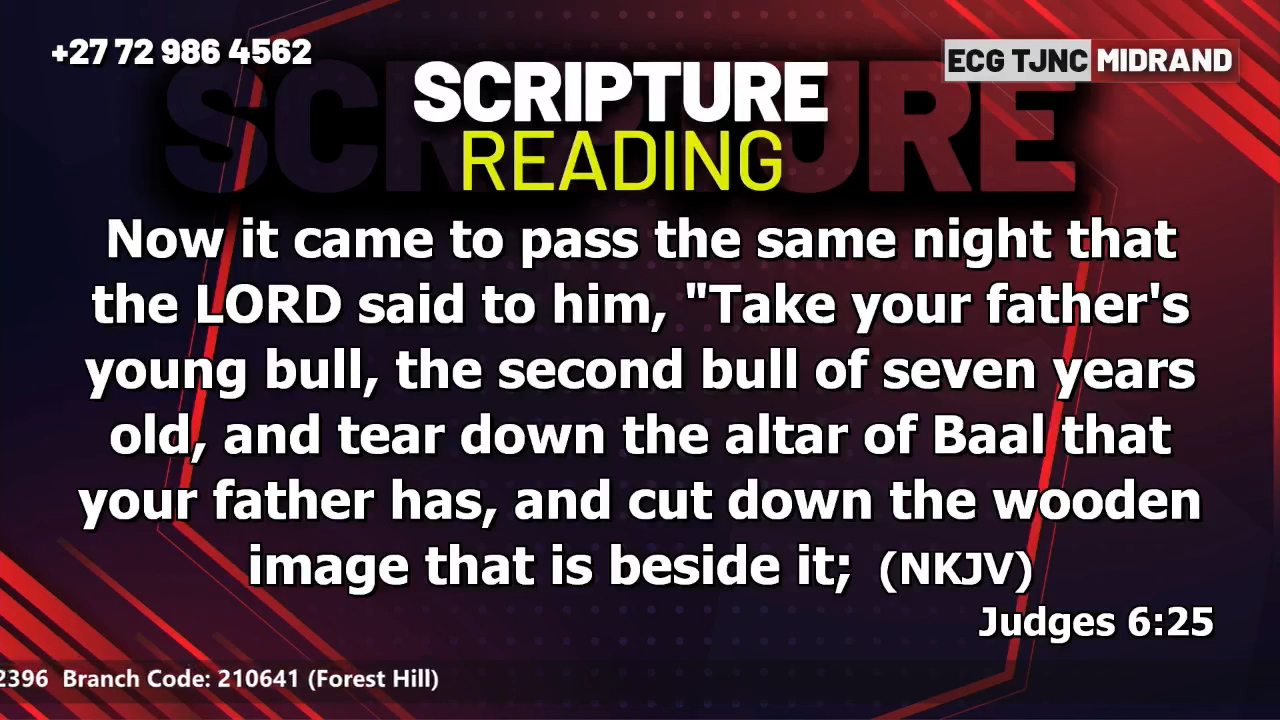 +27 72 986 4562
ECG TJNC MIDRAND
SCRIPTURE
SCRIPTURE
READING
Now it came to pass the same night that
the LORD said to him, "Take your father's
young bull, the second bull of seven years
old, and tear down the altar of Baal that
your father has, and cut down the wooden
image that is beside it; (NKJV)
Judges 6:25
2396 Branch Code: 210641 (Forest Hill)